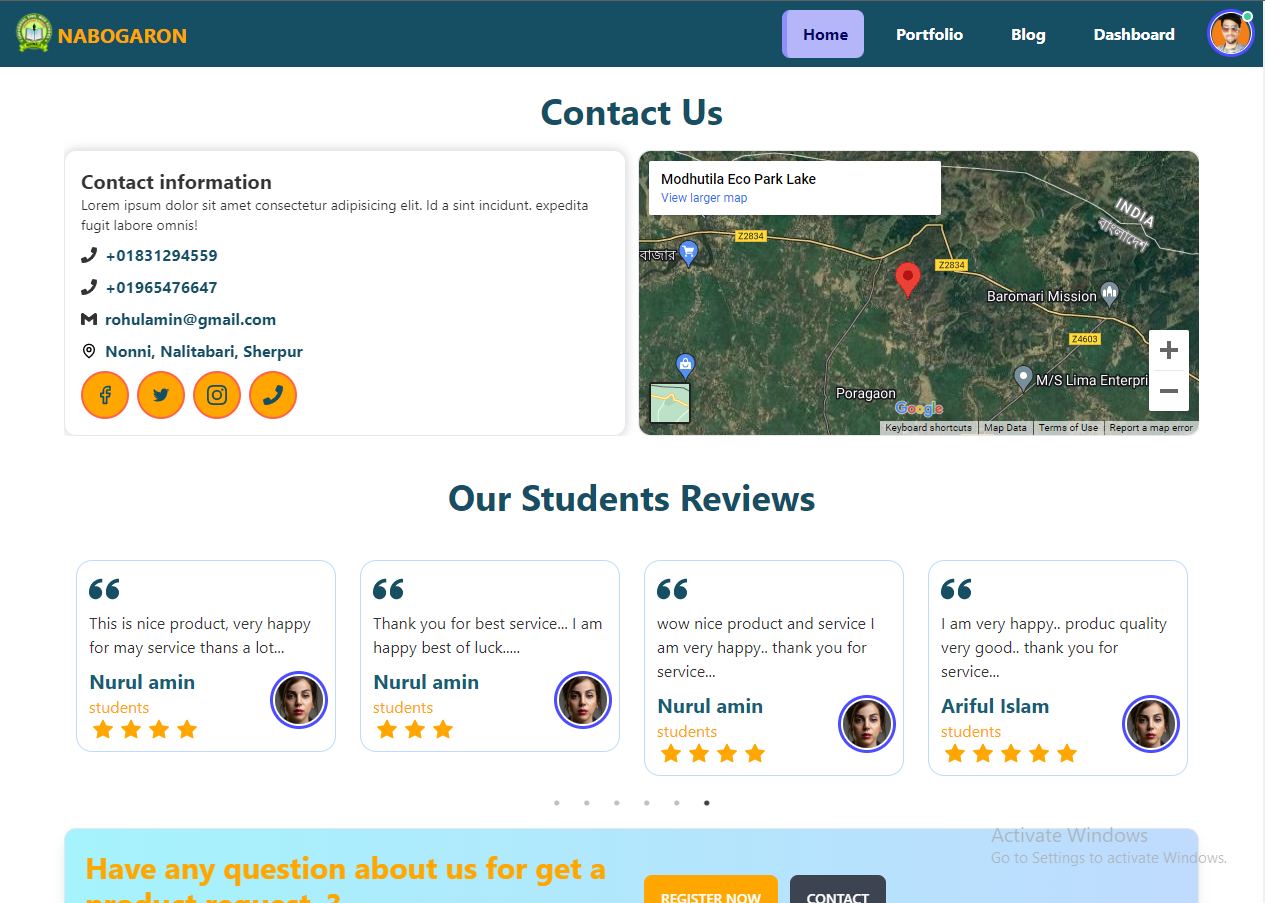 NABOGARON
Home
Portfolio
Blog
Dashboard
Contact Us
Contact information
Lorem ipsum dolor sit amet consectetur adipisicing elit. Id a sint incidunt. expedita
fugit labore omnis!
+01831294559
+01965476647
rohulamin@gmail.com
Nonni, Nalitabari, Sherpur
Modhutila Eco Park Lake
View larger map
INDIA
বাংলাদেশ
Z2834
বাজার
Z2834
Baromari Mission
Z4603
M/S Lima Enterpri
Poragaon
Google
Keyboard shortcuts
Map Data
Terms of Use
Report a map error
Our Students Reviews
This is nice product, very happy
for may service thans a lot...
Nurul amin
students
Thank you for best service... I am
happy best of luck.....
Nurul amin
students
wow nice product and service I
am very happy.. thank you for
service...
Nurul amin
students
I am very happy.. produc quality
very good.. thank you for
service...
Ariful Islam
students
Have any question about us for get a
product request..?
REGISTER NOW
CONTACT
Activate Windows
Go to Settings to activate Windows.